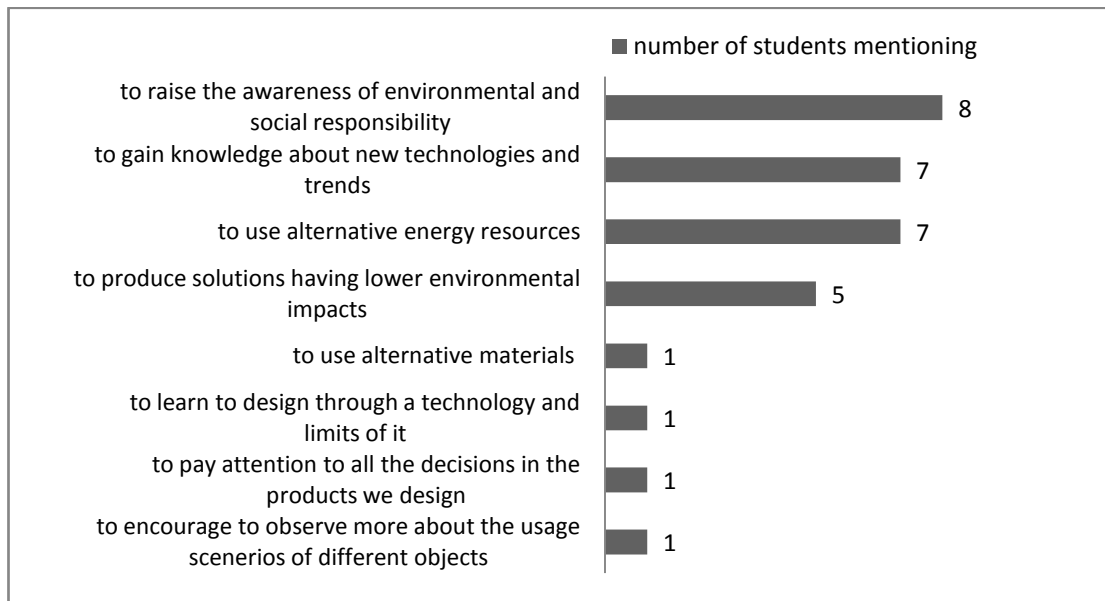 number of students mentioning
to raise the awareness of environmental and
social responsibility
8
to gain knowledge about new technologies and
trends
7
to use alternative energy resources
7
to produce solutions having lower environmental
impacts
5
to use alternative materials
1
to learn to design through a technology and
limits of it
1
to pay attention to all the decisions in the
products we design
1
to encourage to observe more about the usage
scenerios of different objects
1